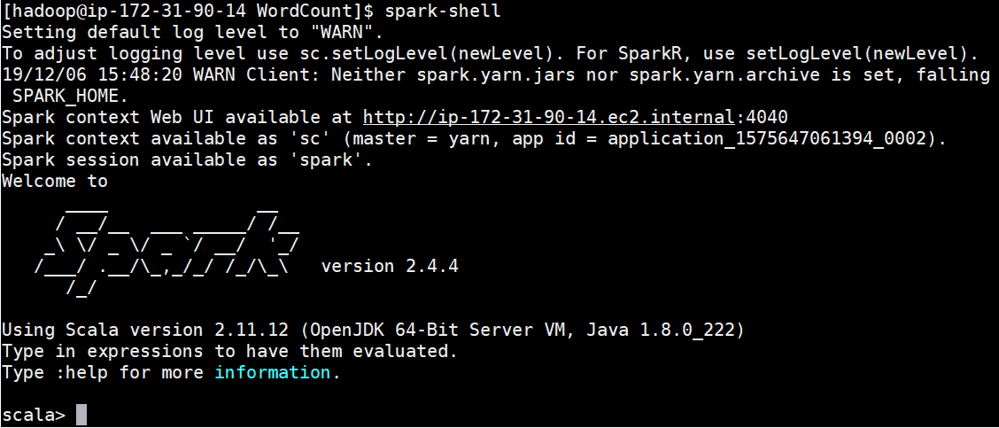 [hadoop@ip-172-31-90-14 WordCount]$ spark-shell
Setting default log level to "WARN".
To adjust logging level use sc.setLogLevel(newLevel). For SparkR, use setLogLevel(newLevel).
19/12/06 15:48:20 WARN Client: Neither spark.yarn.jars nor spark.yarn.archive is set, falling
 SPARK_HOME.
Spark context Web UI available at http://ip-172-31-90-14.ec2.internal:4040
Spark context available as 'sc' (master = yarn, app id = application_1575647061394_0002).
Spark session available as 'spark'.
Welcome to
      ____              __
     / __/__  ___ _____/ /__
    _\ \/ _ \/ _ `/ __/  '_/
   /___/ .__/\_,_/_/ /_/\_\   version 2.4.4
      /_/
Using Scala version 2.11.12 (OpenJDK 64-Bit Server VM, Java 1.8.0_222)
Type in expressions to have them evaluated.
Type :help for more information.
scala>